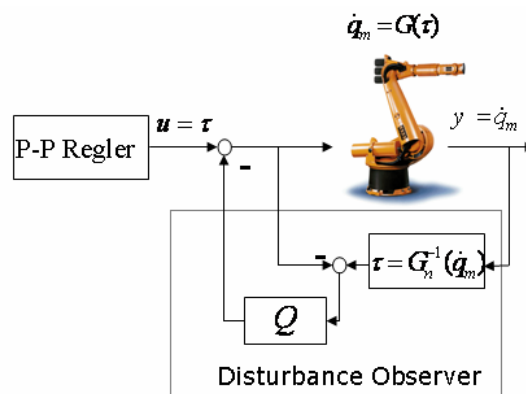 q̇ₘ = G(τ)
u = τ
P-P Regler
y = q̇ₘ
-
-
τ = Gₙ⁻¹(q̇ₘ)
Q
Disturbance Observer